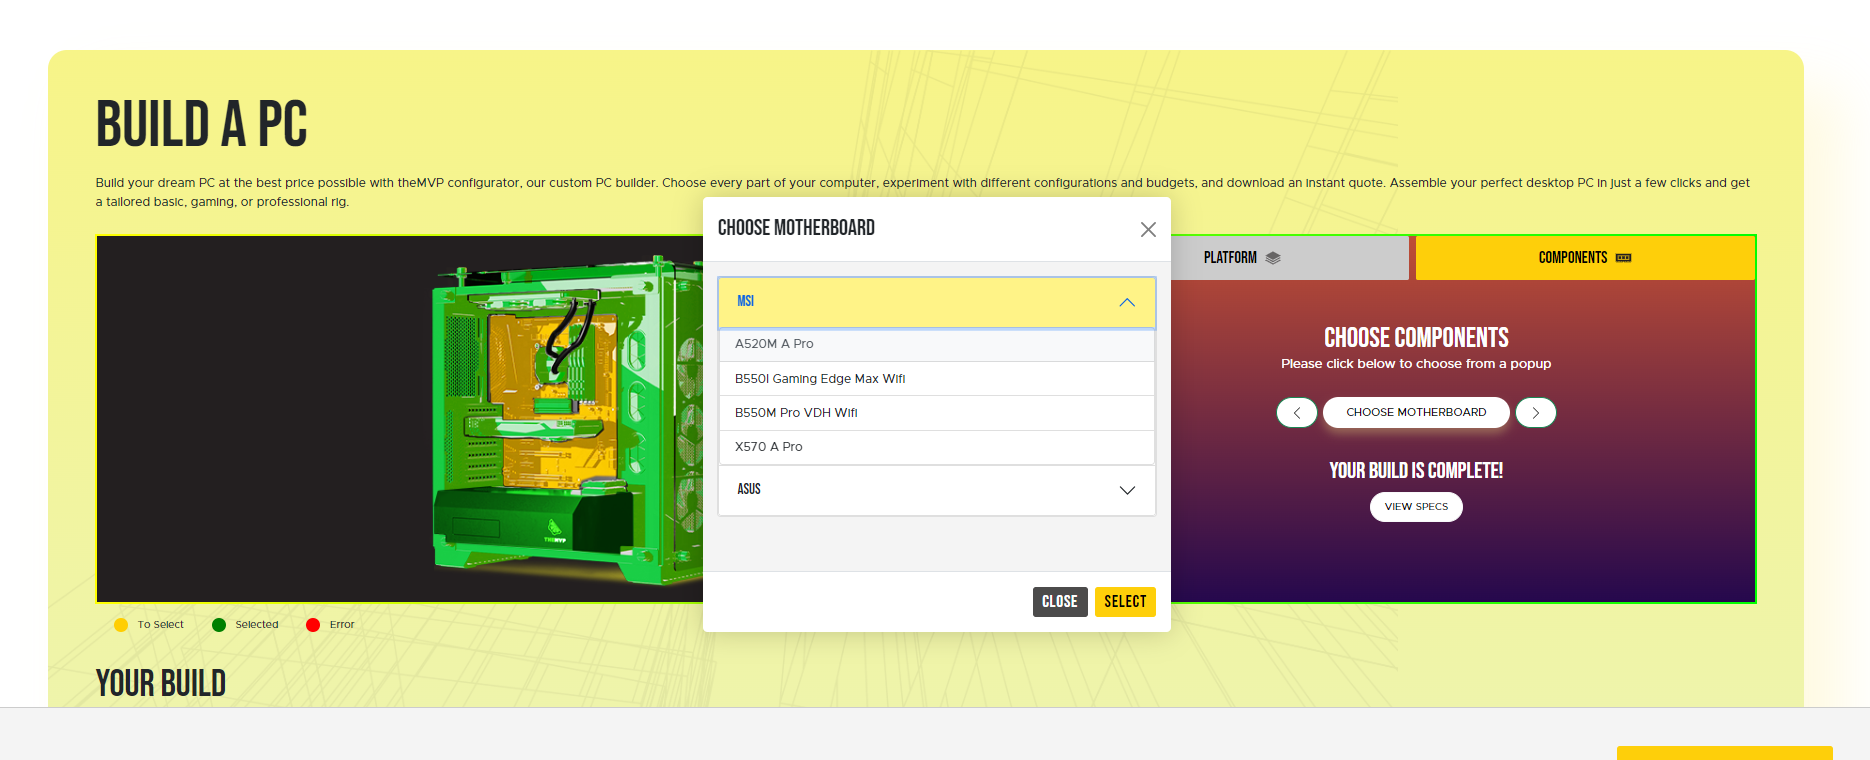 BUILD A PC
Build your dream PC at the best price possible with theMVP configurator, our custom PC builder. Choose every part of your computer, experiment with different configurations and budgets, and download an instant quote. Assemble your perfect desktop PC in just a few clicks and get
a tailored basic, gaming, or professional rig.
CHOOSE MOTHERBOARD
MSI
A520M A Pro
B550I Gaming Edge Max Wifi
B550M Pro VDH Wifi
X570 A Pro
ASUS
CLOSE SELECT
PLATFORM COMPONENTS
CHOOSE COMPONENTS
Please click below to choose from a popup
CHOOSE MOTHERBOARD
YOUR BUILD IS COMPLETE!
VIEW SPECS
THEMVP
To Select Selected Error
YOUR BUILD